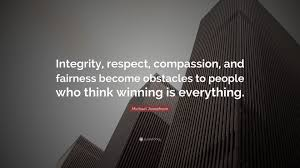 Integrity, respect, compassion, and
fairness become obstacles to people
who think winning is everything.
Michael Josephson